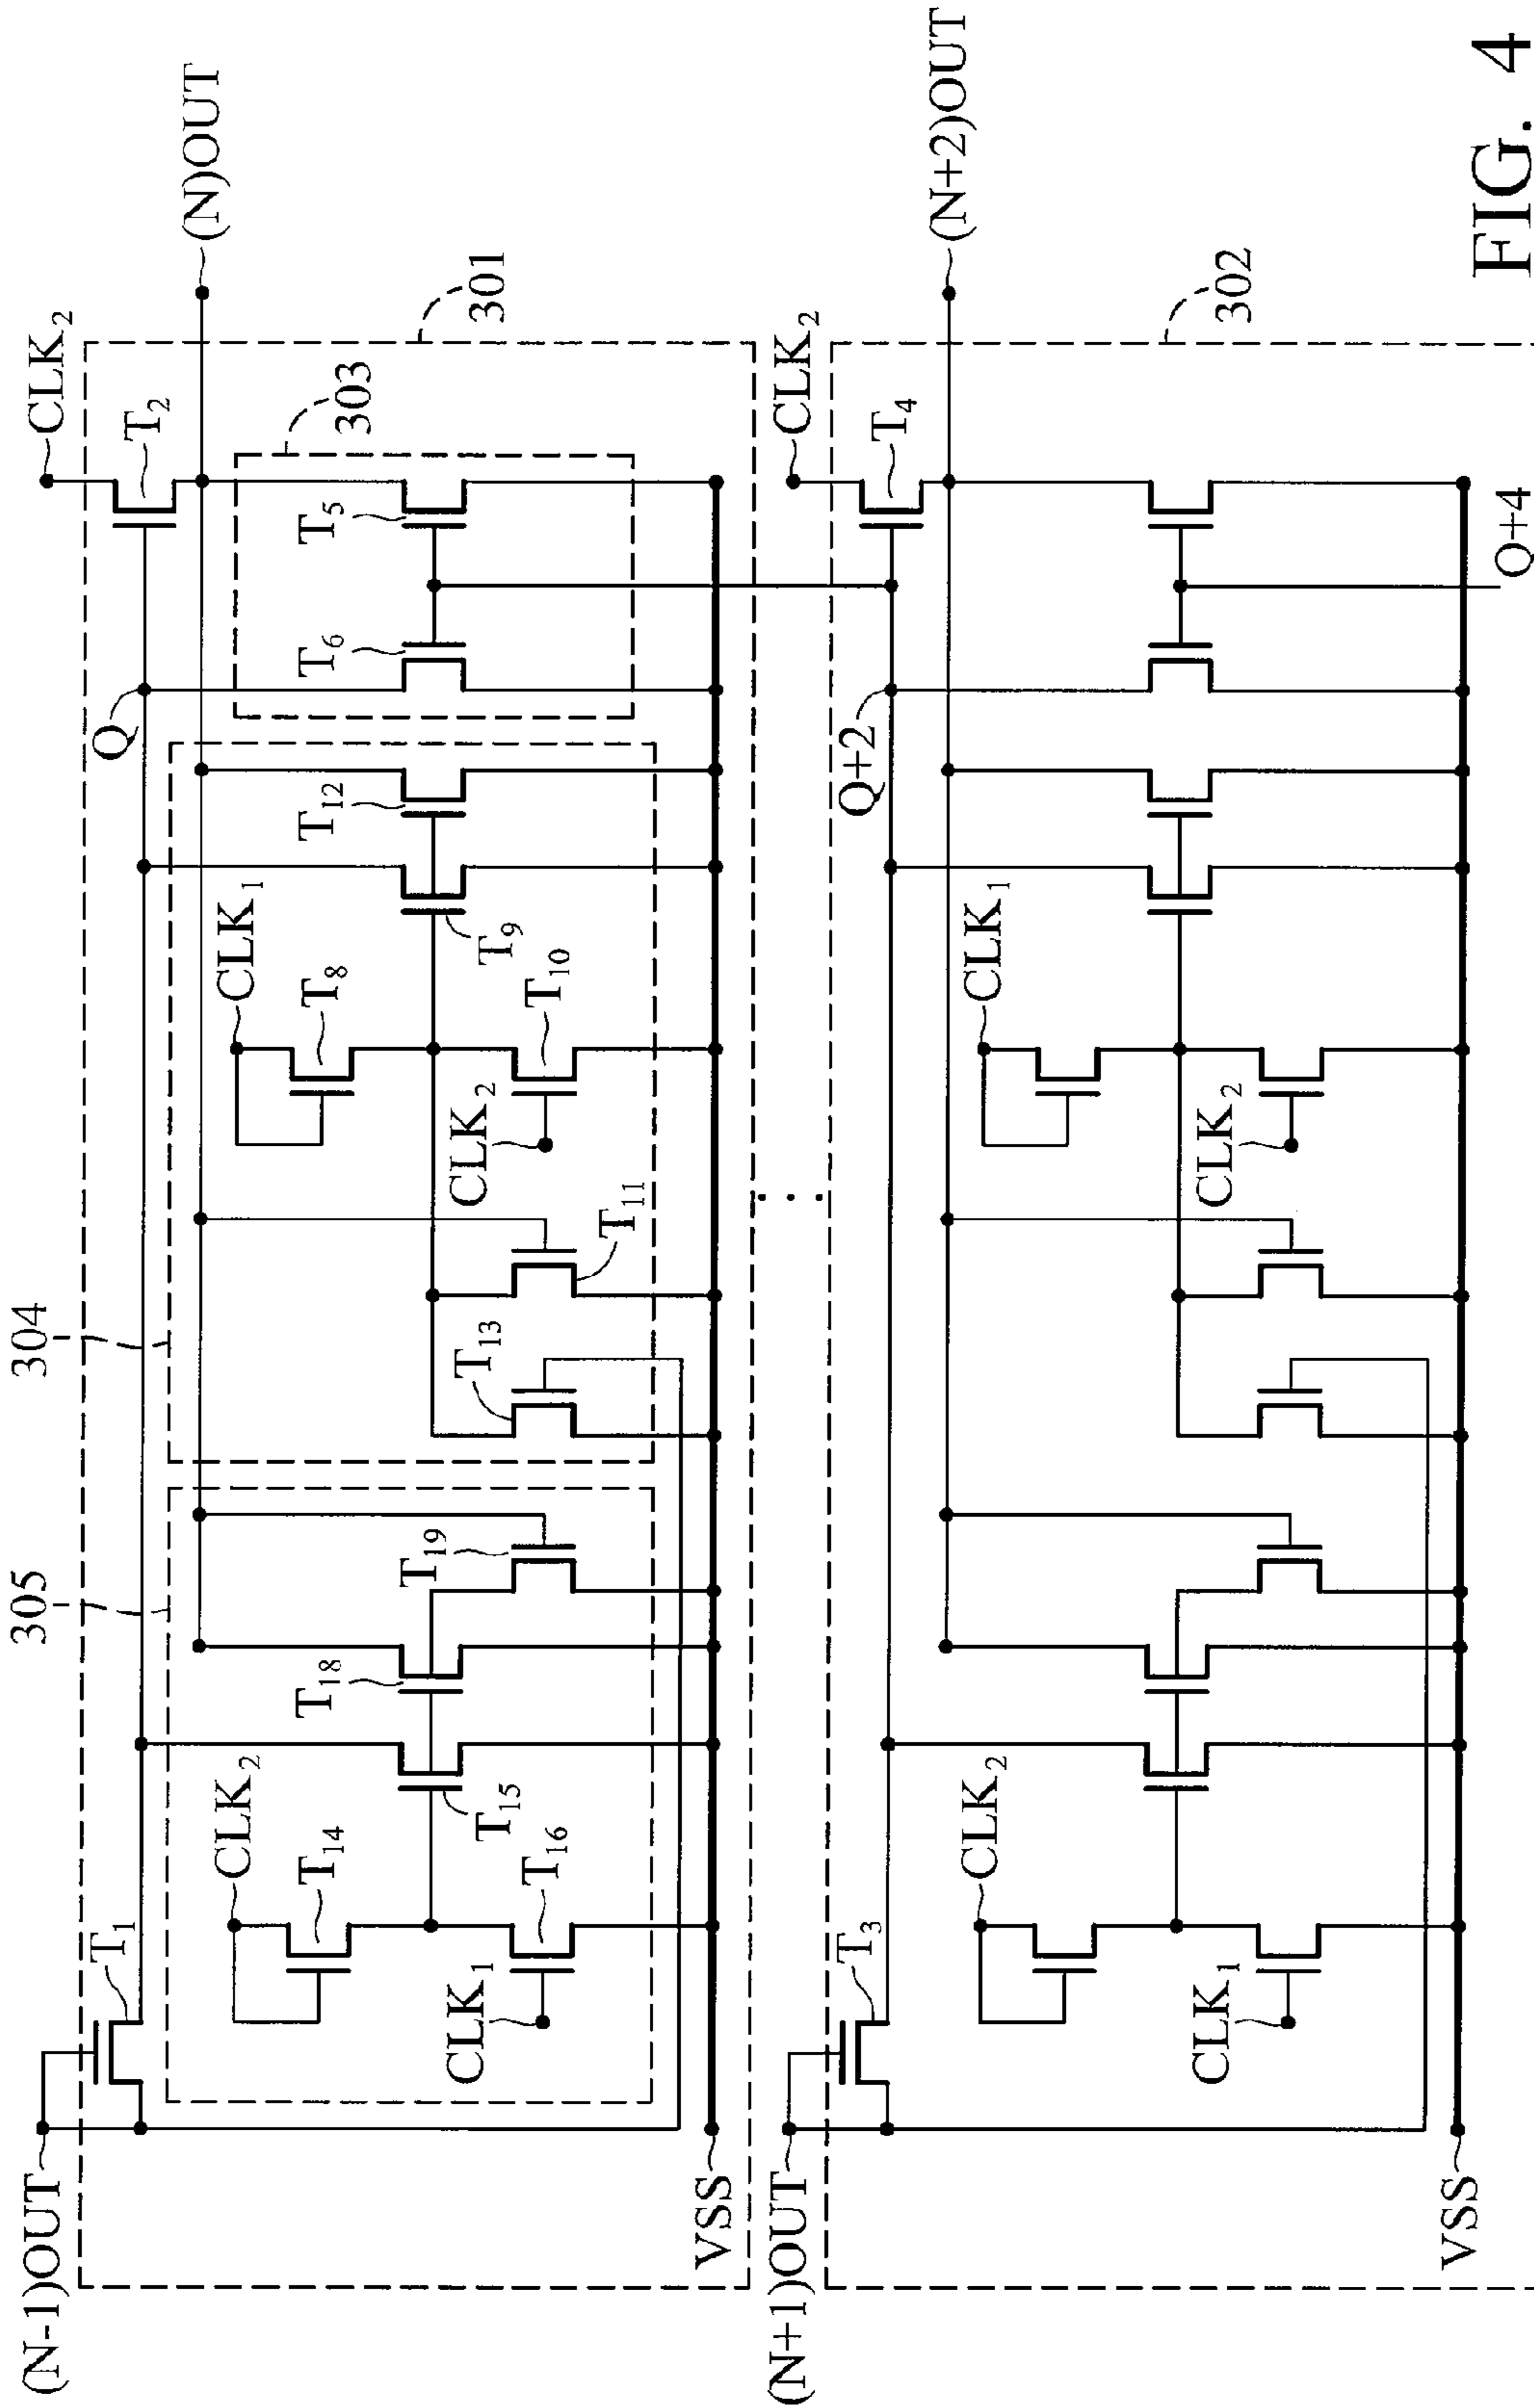 305
304
(N-1)OUT
T1
Q
CLK2
T2
(N)OUT
CLK2
T14
T15
T16
CLK1
T18
T19
T13
T11
CLK1
T8
CLK2
T10
T9
T12
T6
T5
303
301
VSS
(N+1)OUT
T3
Q+2
CLK2
T4
(N+2)OUT
CLK2
CLK1
CLK1
CLK2
302
VSS
Q+4
FIG. 4